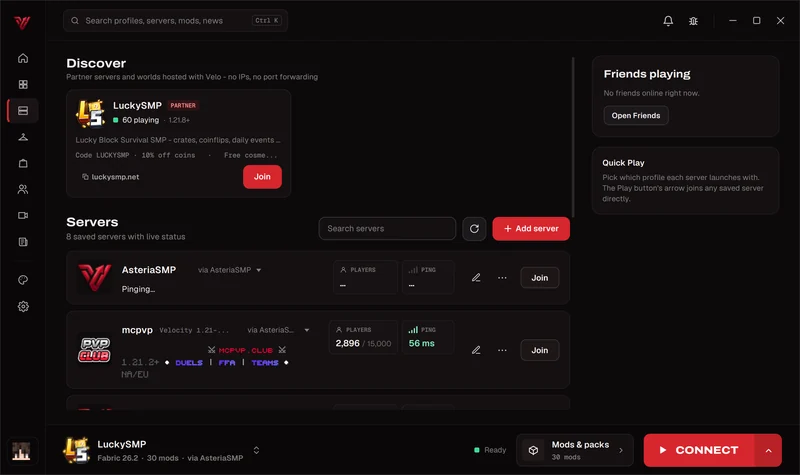 Search profiles, servers, mods, news
Ctrl K
Discover
Partner servers and worlds hosted with Velo - no IPs, no port forwarding
LS
LuckySMP PARTNER
60 playing · 1.21.8+
Lucky Block Survival SMP - crates, coinflips, daily events …
Code LUCKYSMP · 10% off coins · Free cosme...
luckysmp.net
Join
Friends playing
No friends online right now.
Open Friends
Quick Play
Pick which profile each server launches with.
The Play button's arrow joins any saved server
directly.
Servers
8 saved servers with live status
Search servers
+ Add server
AsteriaSMP via AsteriaSMP
Pinging…
PLAYERS
…
PING
…
Join
PVP
CLUB
mcpvp Velocity 1.21-... via AsteriaS...
MCPVP.CLUB
1.21.2+ ◆ DUELS | FFA | TEAMS ◆
NA/EU
PLAYERS
2,896 / 15,000
PING
56 ms
Join
LS
LuckySMP
Fabric 26.2 · 30 mods · via AsteriaSMP
Ready
Mods & packs
30 mods
CONNECT